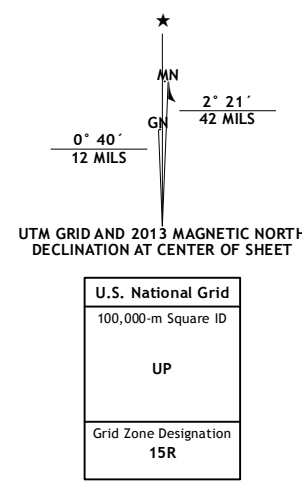 ★
MN
2° 21´
42 MILS
GN
0° 40´
12 MILS
UTM GRID AND 2013 MAGNETIC NORTH
DECLINATION AT CENTER OF SHEET
U.S. National Grid
100,000-m Square ID
UP
Grid Zone Designation
15R